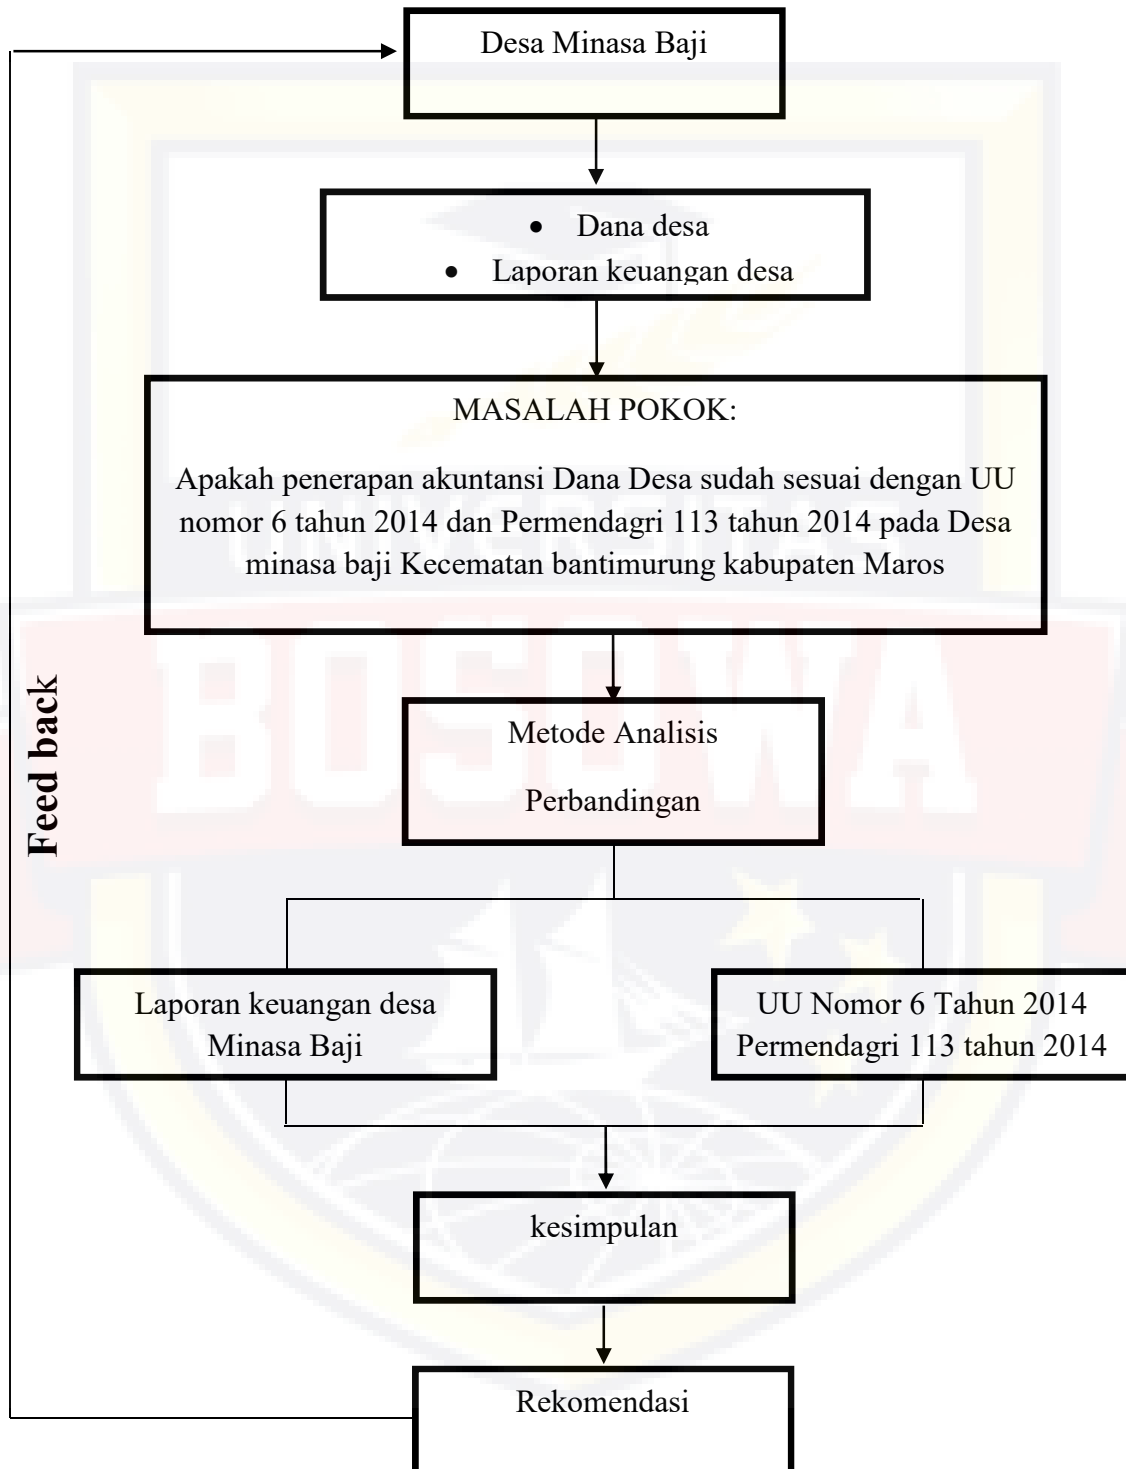 Desa Minasa Baji
• Dana desa
• Laporan keuangan desa
MASALAH POKOK:
Apakah penerapan akuntansi Dana Desa sudah sesuai dengan UU
nomor 6 tahun 2014 dan Permendagri 113 tahun 2014 pada Desa
minasa baji Kecematan bantimurung kabupaten Maros
UNIVERSITAS
BOSOWA
Feed back
Metode Analisis
Perbandingan
Laporan keuangan desa
Minasa Baji
UU Nomor 6 Tahun 2014
Permendagri 113 tahun 2014
kesimpulan
Rekomendasi